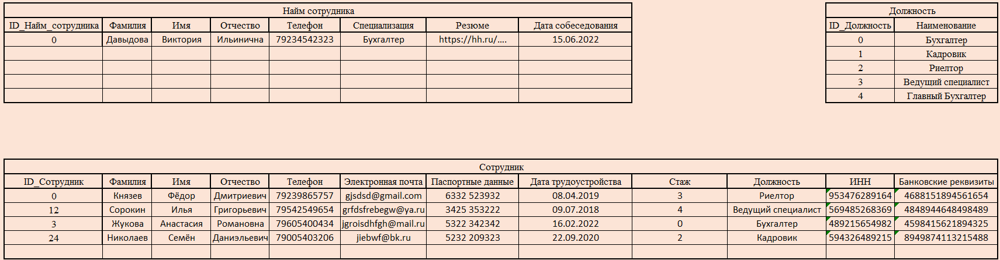 Найм сотрудника
ID_Найм_сотрудника Фамилия Имя Отчество Телефон Специализация Резюме Дата собеседования
0 Давыдова Виктория Ильинична 79234542323 Бухгалтер https://hh.ru/.... 15.06.2022
Должность
ID_Должность Наименование
0 Бухгалтер
1 Кадровик
2 Риелтор
3 Ведущий специалист
4 Главный Бухгалтер
Сотрудник
ID_Сотрудник Фамилия Имя Отчество Телефон Электронная почта Паспортные данные Дата трудоустройства Стаж Должность ИНН Банковские реквизиты
0 Князев Фёдор Дмитриевич 79239865757 gjsdsd@gmail.com 6332 523932 08.04.2019 3 Риелтор 953476289164 4688151894561654
12 Сорокин Илья Григорьевич 79542549654 grfdsfrebegw@ya.ru 3425 353222 09.07.2018 4 Ведущий специалист 569485268369 4848944648498489
3 Жукова Анастасия Романовна 79605400434 jgroisdhfgh@mail.ru 5322 342342 16.02.2022 0 Бухгалтер 489215654982 4598415621894325
24 Николаев Семён Даниэльевич 79005403206 jiebwf@bk.ru 5232 209323 22.09.2020 2 Кадровик 594326489215 8949874113215488